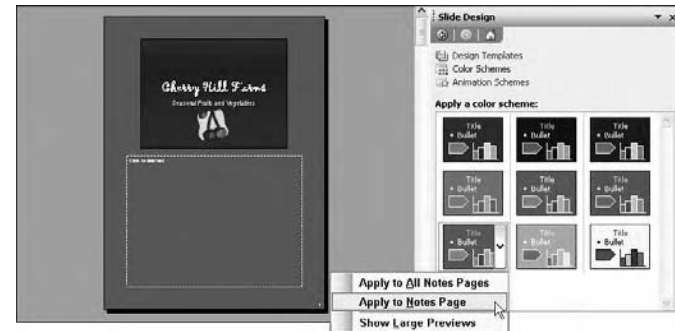 Cherry Hill Farms
Seasonal Fruits and Vegetables
Slide Design
Design Templates
Color Schemes
Animation Schemes
Apply a color scheme:
Title
• Bullet
Title
• Bullet
Title
• Bullet
Title
• Bullet
Title
• Bullet
Title
• Bullet
Title
• Bullet
Title
• Bullet
Title
• Bullet
Apply to All Notes Pages
Apply to Notes Page
Show Large Previews